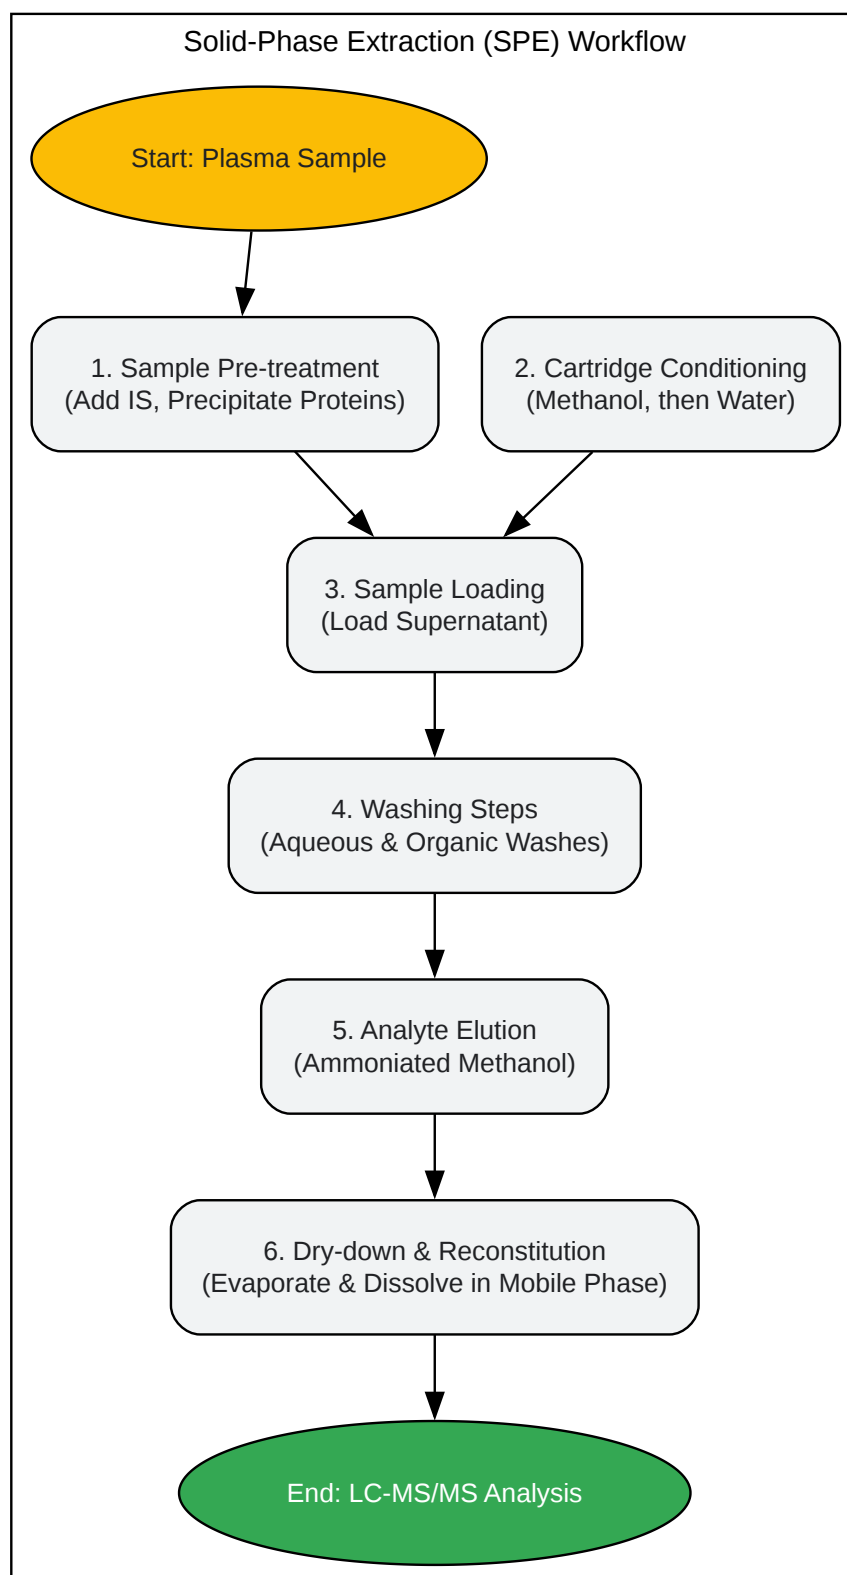 Solid-Phase Extraction (SPE) Workflow
Start: Plasma Sample
1. Sample Pre-treatment
(Add IS, Precipitate Proteins)
2. Cartridge Conditioning
(Methanol, then Water)
3. Sample Loading
(Load Supernatant)
4. Washing Steps
(Aqueous & Organic Washes)
5. Analyte Elution
(Ammoniated Methanol)
6. Dry-down & Reconstitution
(Evaporate & Dissolve in Mobile Phase)
End: LC-MS/MS Analysis